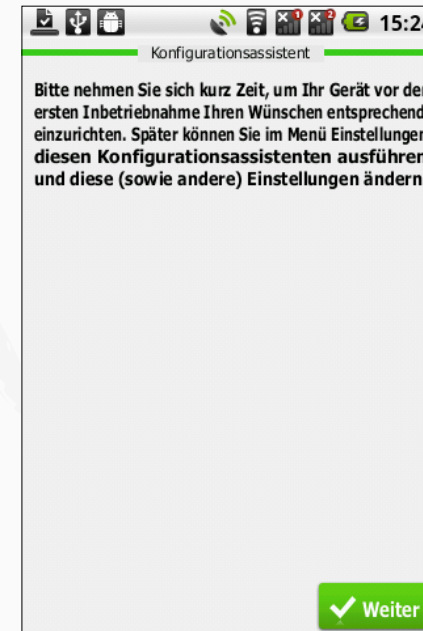 15:24
Konfigurationsassistent
Bitte nehmen Sie sich kurz Zeit, um Ihr Gerät vor der
ersten Inbetriebnahme Ihren Wünschen entsprechend
einzurichten. Später können Sie im Menü Einstellungen
diesen Konfigurationsassistenten ausführen
und diese (sowie andere) Einstellungen ändern
Weiter